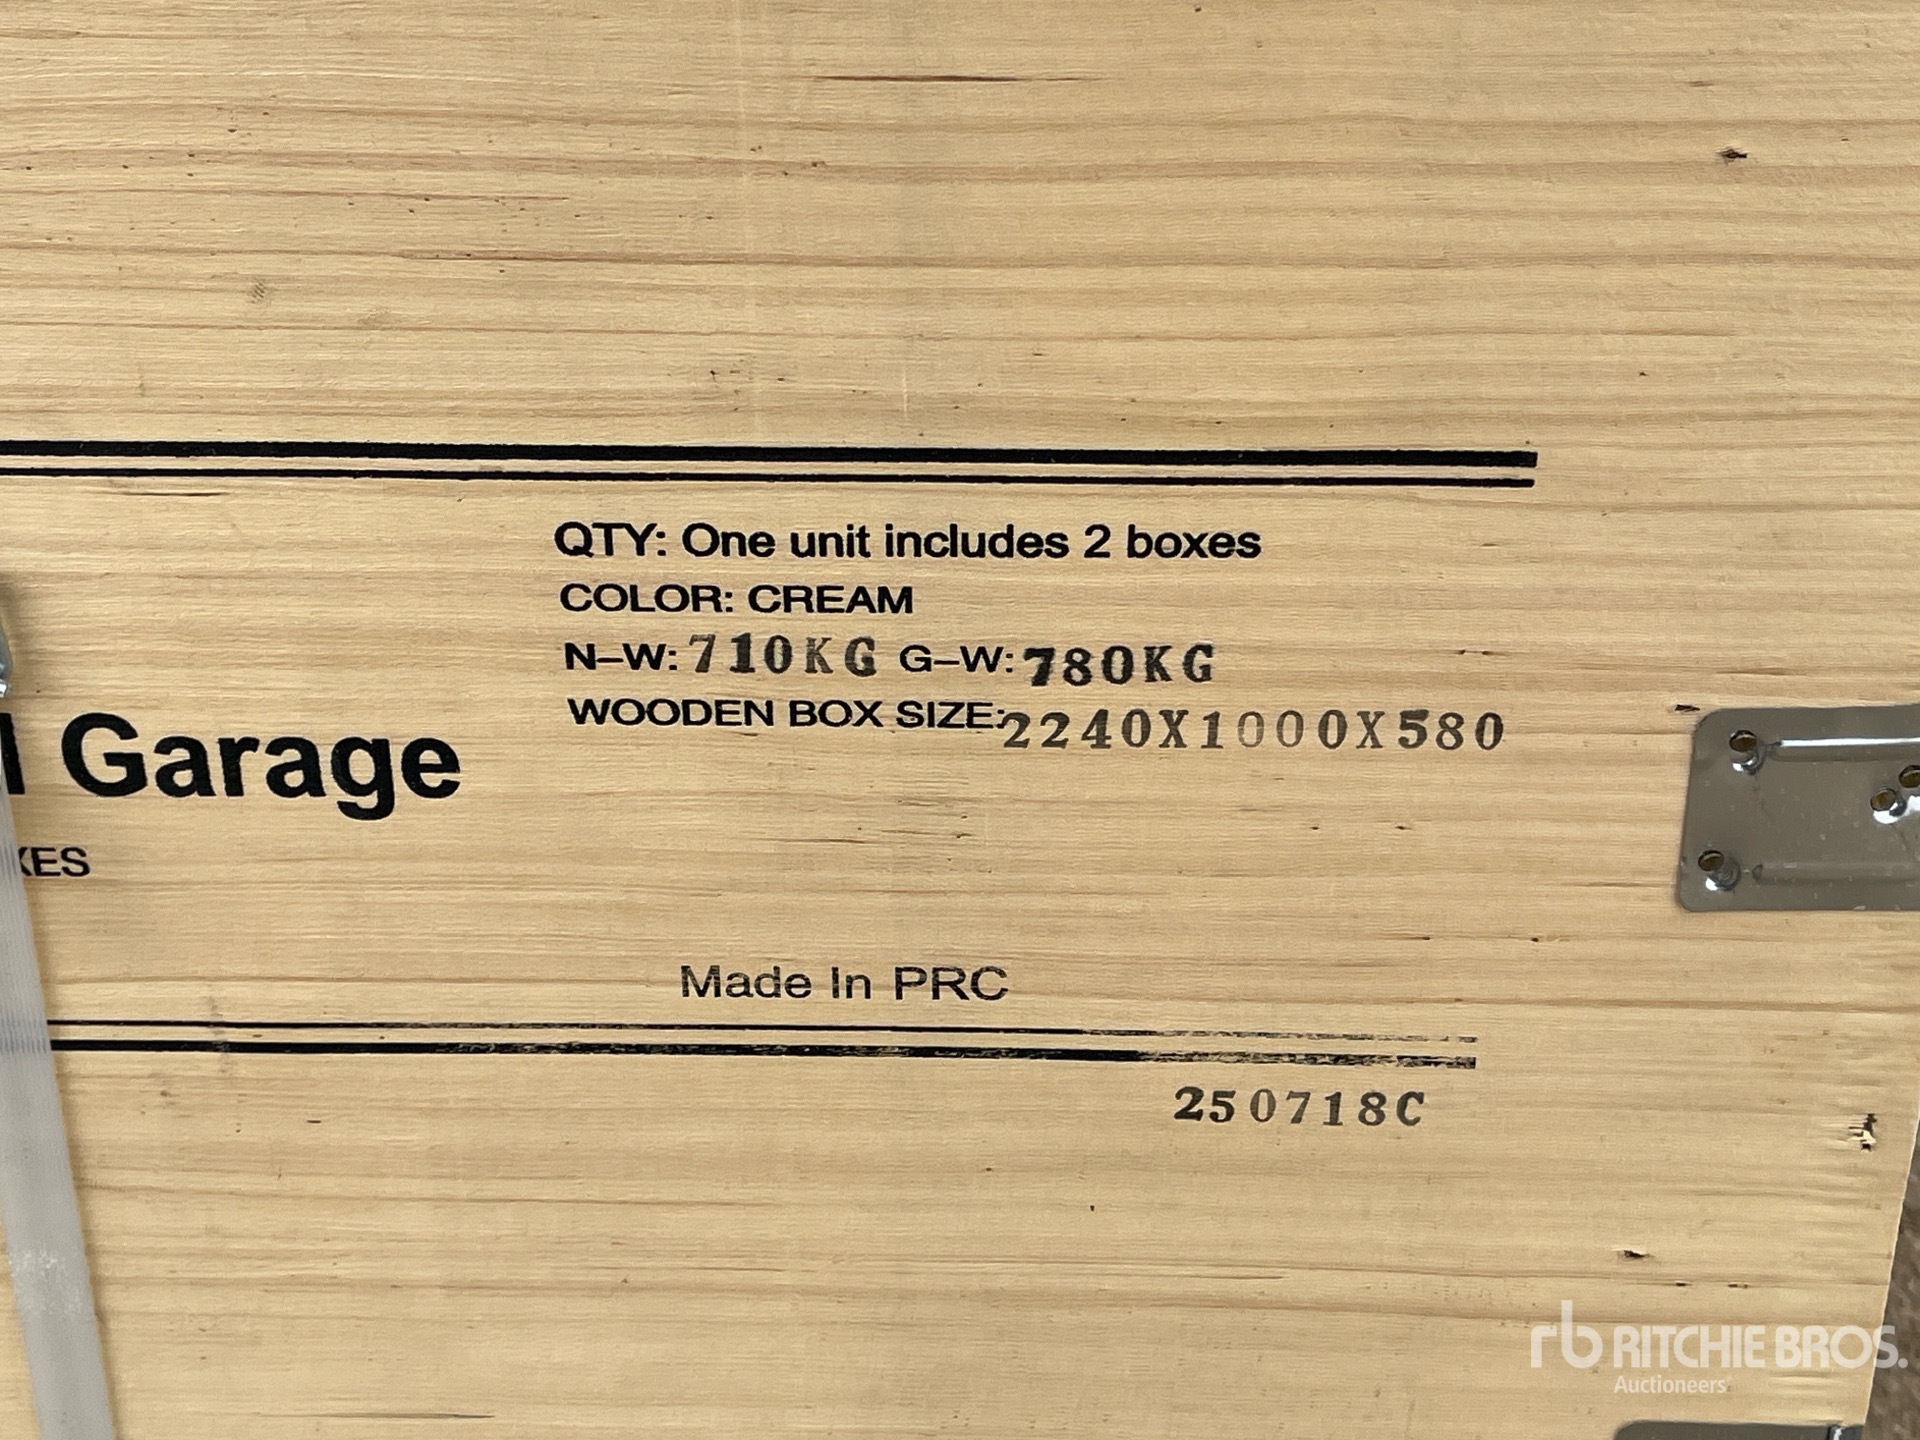 QTY: One unit includes 2 boxes
COLOR: CREAM
N-W: 710KG G-W: 780KG
WOODEN BOX SIZE: 2240X1000X580
Garage
Made In PRC
250718C
rb RITCHIE BROS.
Auctioneers